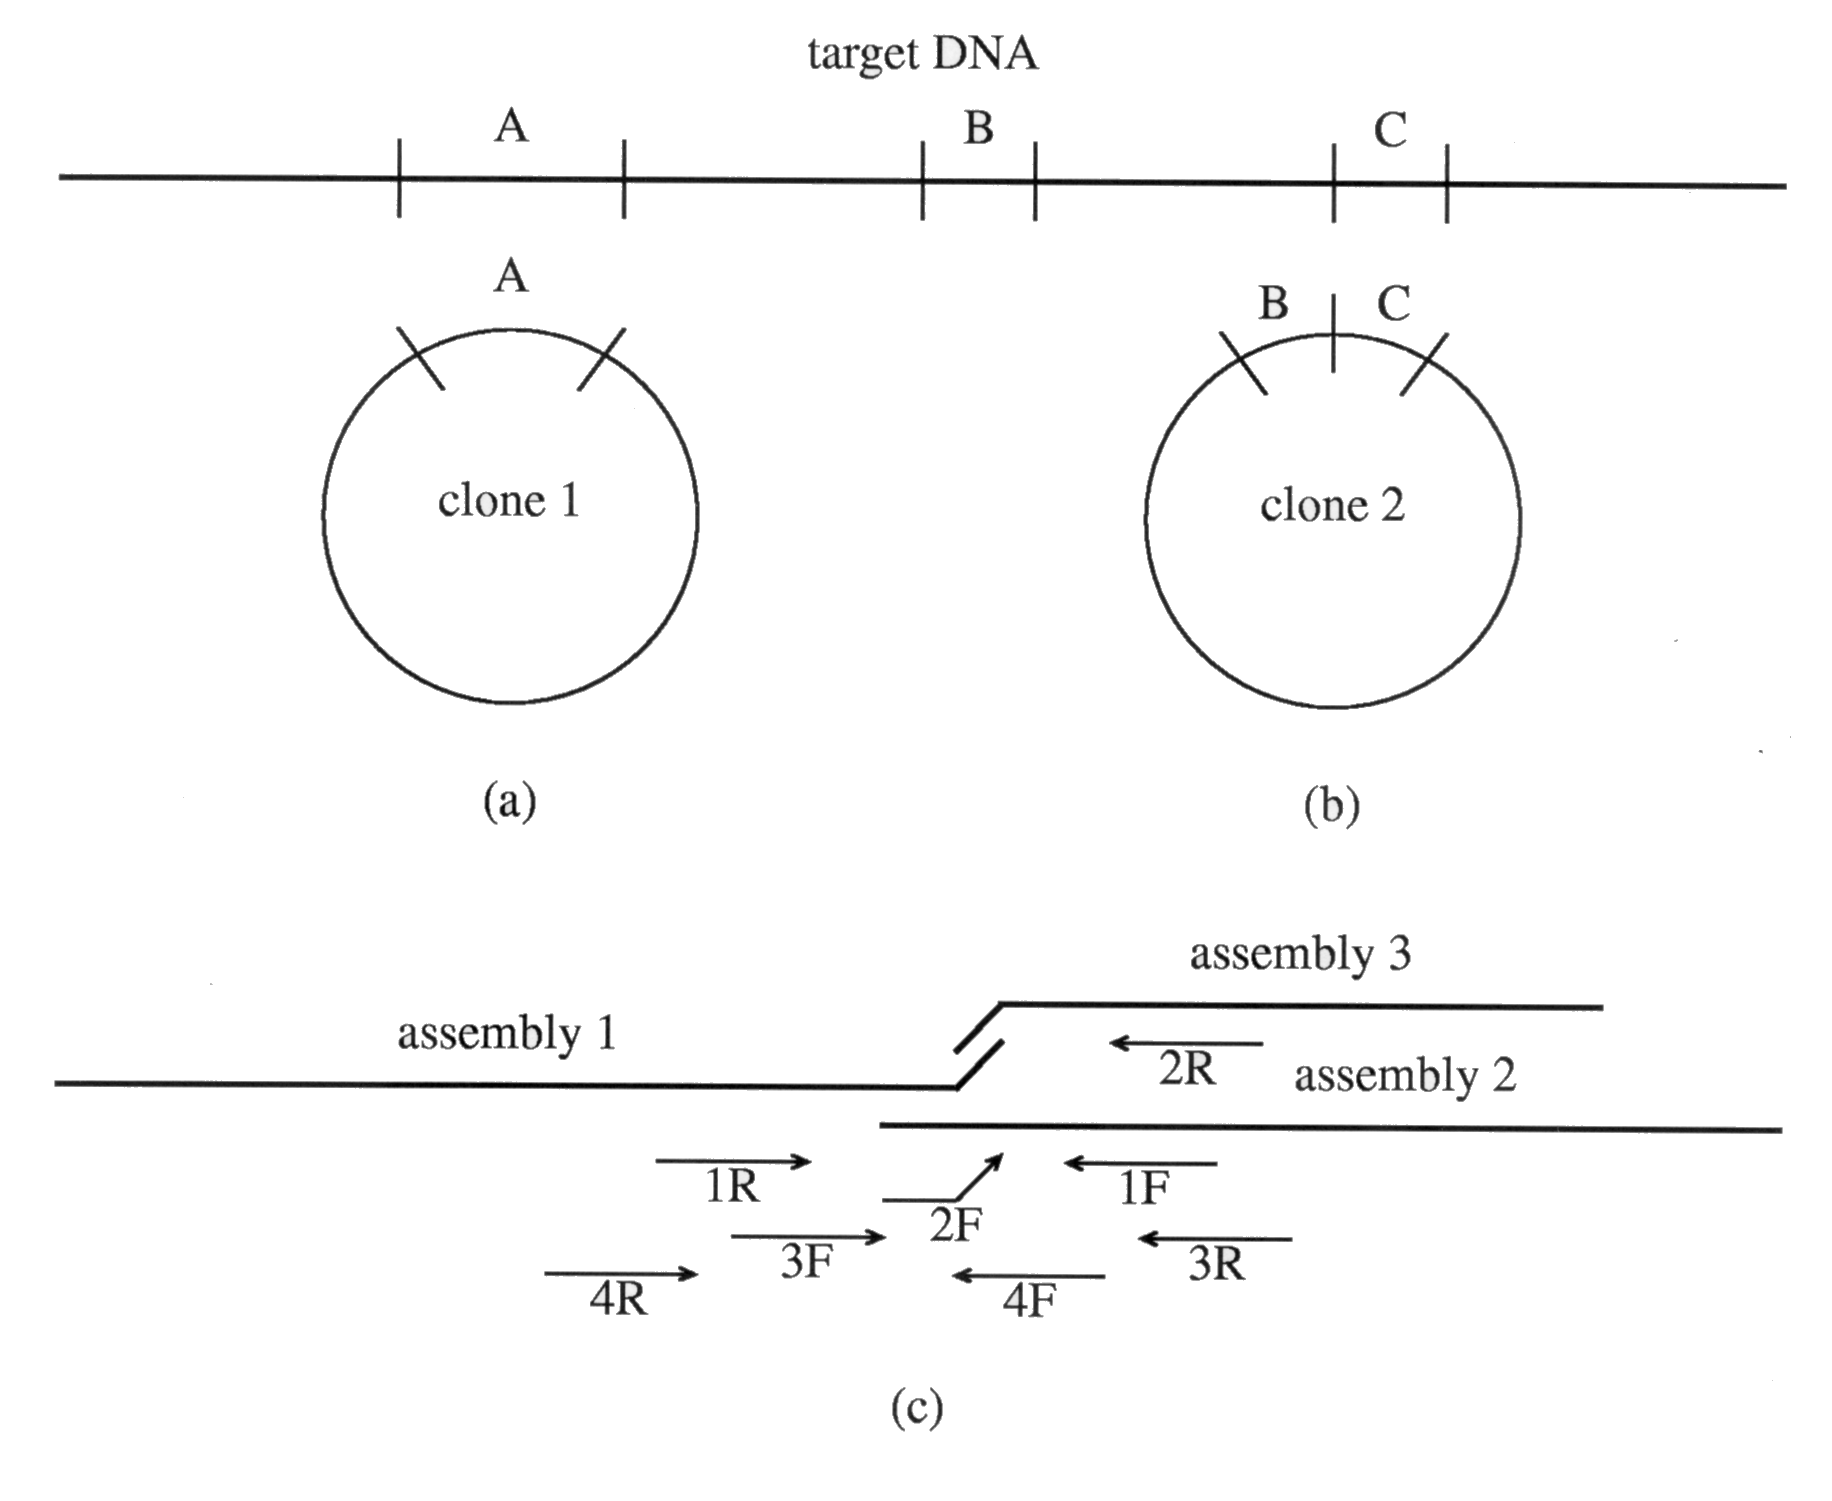 target DNA
A B C
A
B C
clone 1
clone 2
(a)
(b)
assembly 3
assembly 1
2R
assembly 2
1R
1F
2F
3F
3R
4R
4F
(c)